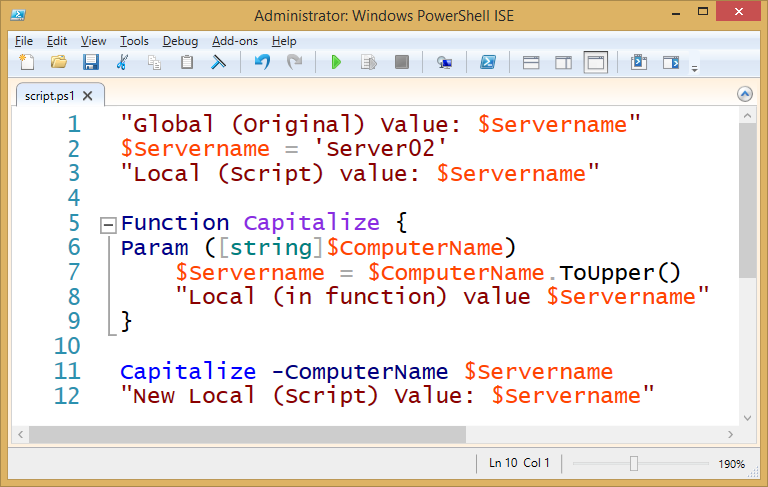 Administrator: Windows PowerShell ISE
File Edit View Tools Debug Add-ons Help
script.ps1
1 "Global (Original) Value: $Servername"
2 $Servername = 'Server02'
3 "Local (Script) value: $Servername"
4
5 Function Capitalize {
6 Param ([string]$ComputerName)
7     $Servername = $ComputerName.ToUpper()
8     "Local (in function) value $Servername"
9 }
10
11 Capitalize -ComputerName $Servername
12 "New Local (Script) Value: $Servername"
Ln 10 Col 1 190%